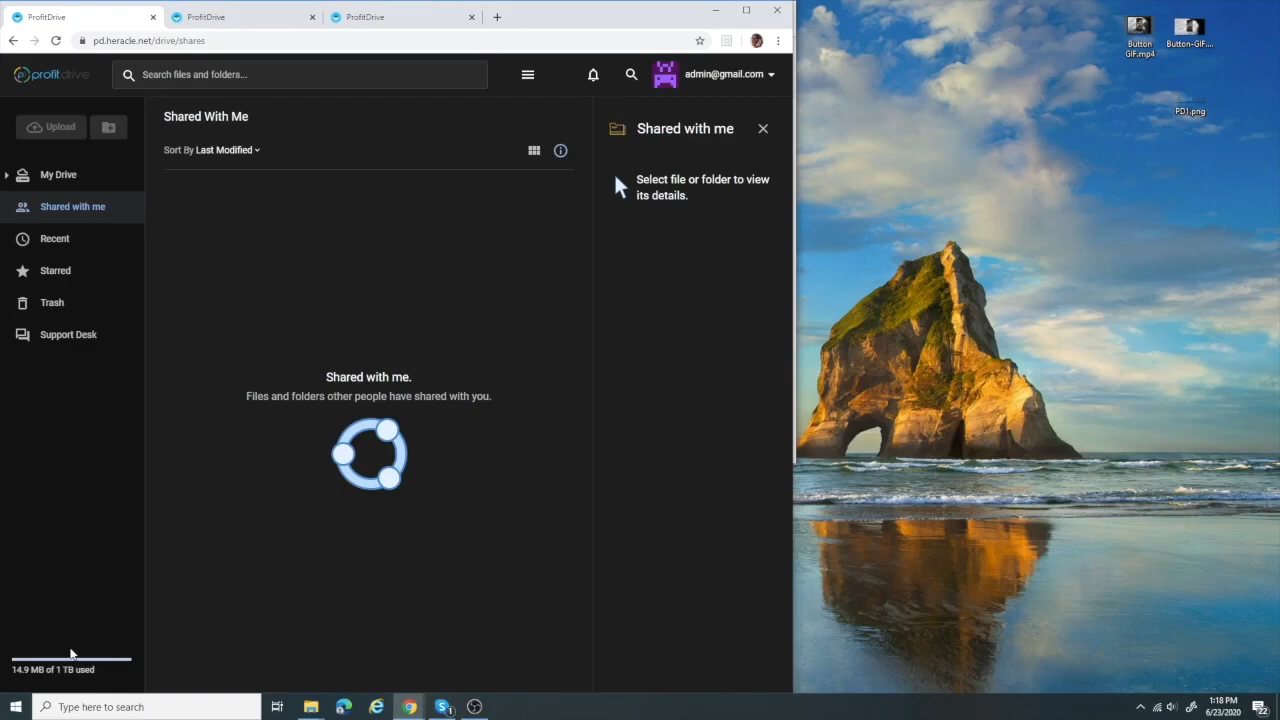 ProfitDrive
ProfitDrive
ProfitDrive
pd.heracle.net/drive/shares
profitdrive
Search files and folders...
admin@gmail.com
Upload
My Drive
Shared with me
Recent
Starred
Trash
Support Desk
14.9 MB of 1 TB used
Shared With Me
Sort By Last Modified
Shared with me.
Files and folders other people have shared with you.
Shared with me
Select file or folder to view
its details.
Button
GIF.mp4
Button-GIF....
PD1.png
Type here to search
1
1:18 PM
6/23/2020
22